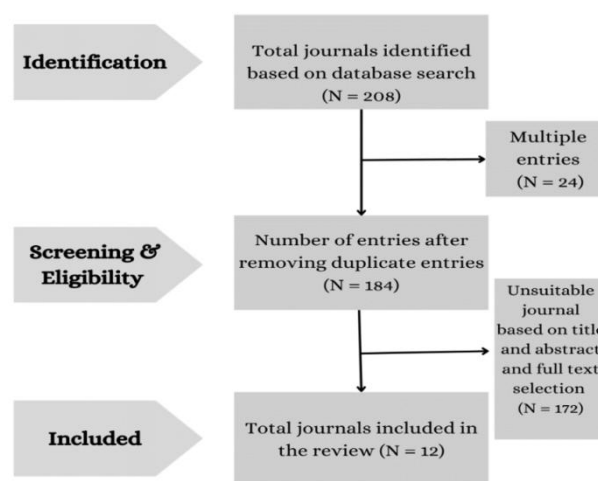 Identification
Total journals identified
based on database search
(N = 208)
Multiple
entries
(N = 24)
Screening &
Eligibility
Number of entries after
removing duplicate entries
(N = 184)
Unsuitable
journal
based on title
and abstract
and full text
selection
(N = 172)
Included
Total journals included in
the review (N = 12)